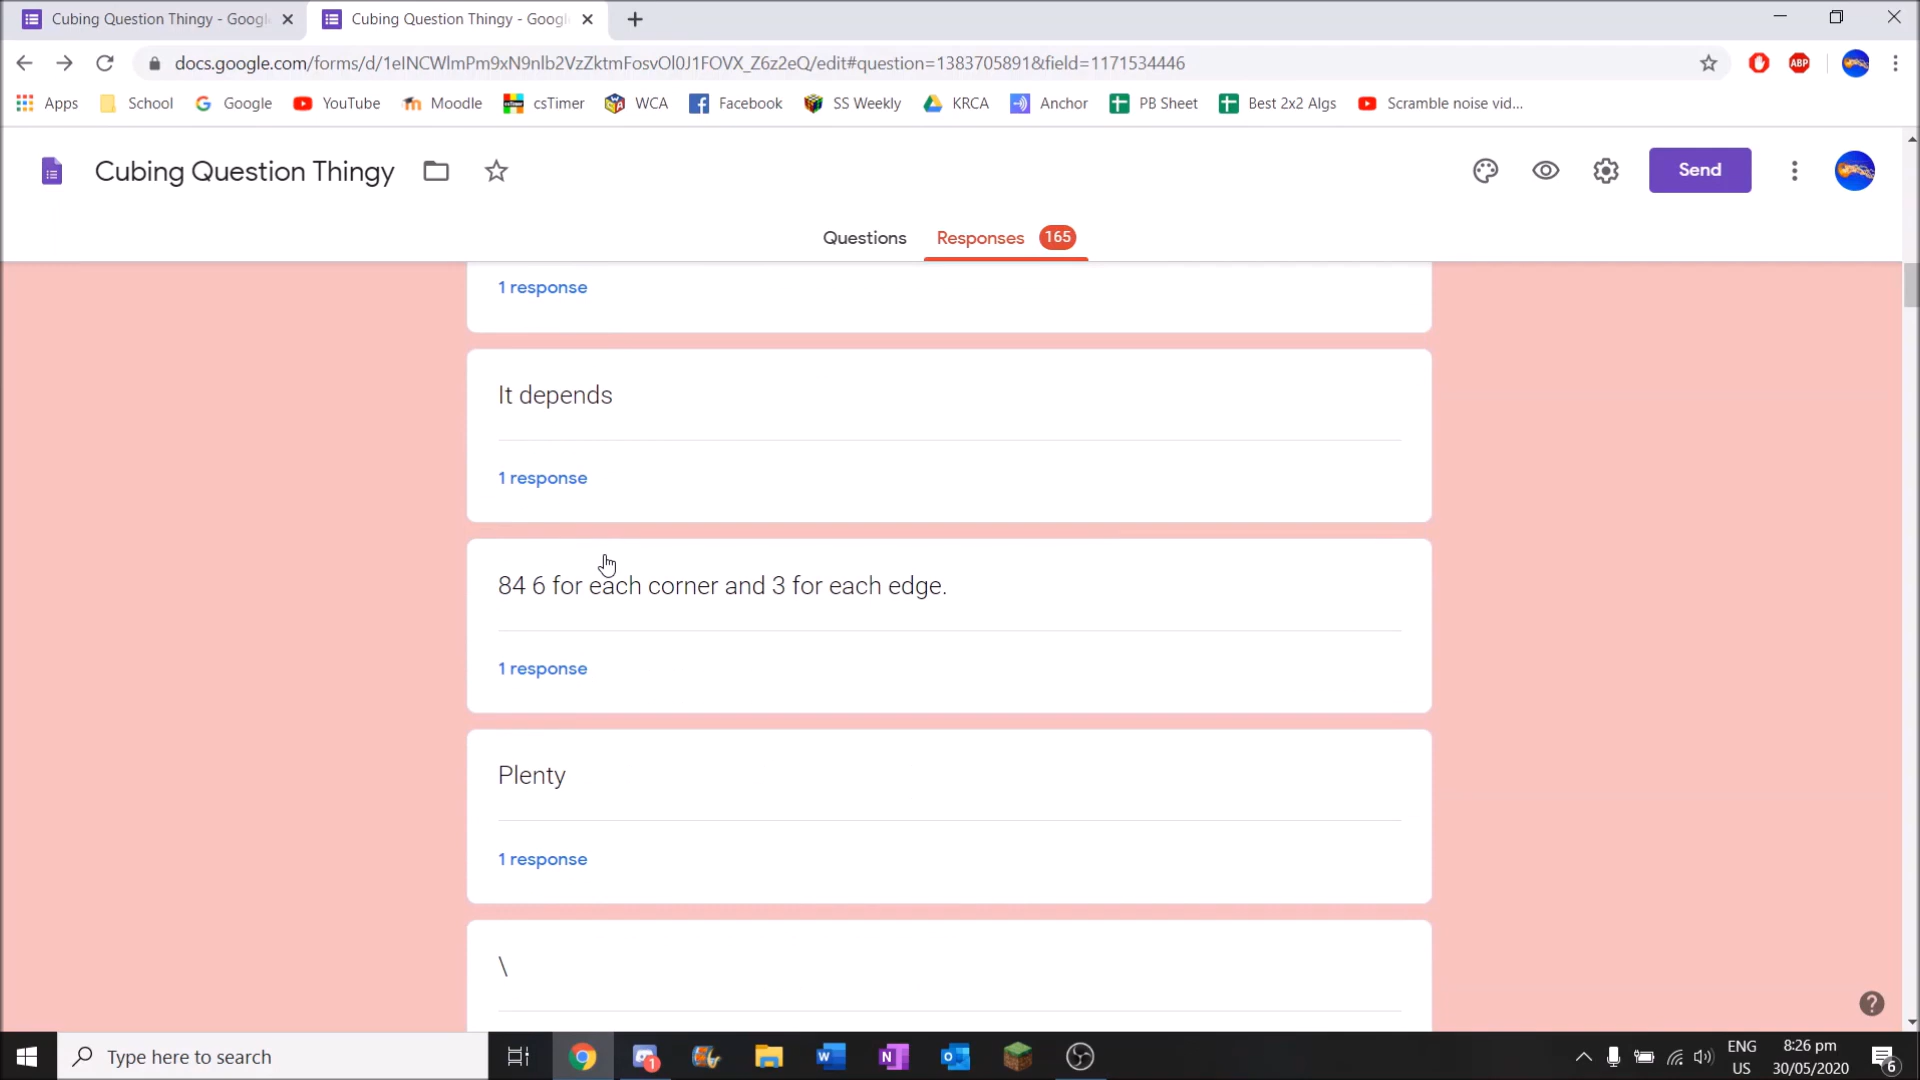 Cubing Question Thingy - Googl
Cubing Question Thingy - Googl
docs.google.com/forms/d/1eINCWlmPm9xN9nlb2VzZktmFosvOl0J1FOVX_Z6z2eQ/edit#question=1383705891&field=1171534446
ABP
Apps
School
Google
YouTube
Moodle
csTimer
WCA
Facebook
SS Weekly
KRCA
Anchor
PB Sheet
Best 2x2 Algs
Scramble noise vid...
Cubing Question Thingy
Send
Questions
Responses
165
1 response
It depends
1 response
84 6 for each corner and 3 for each edge.
1 response
Plenty
1 response
\
Type here to search
1
ENG
US
8:26 pm
30/05/2020
6